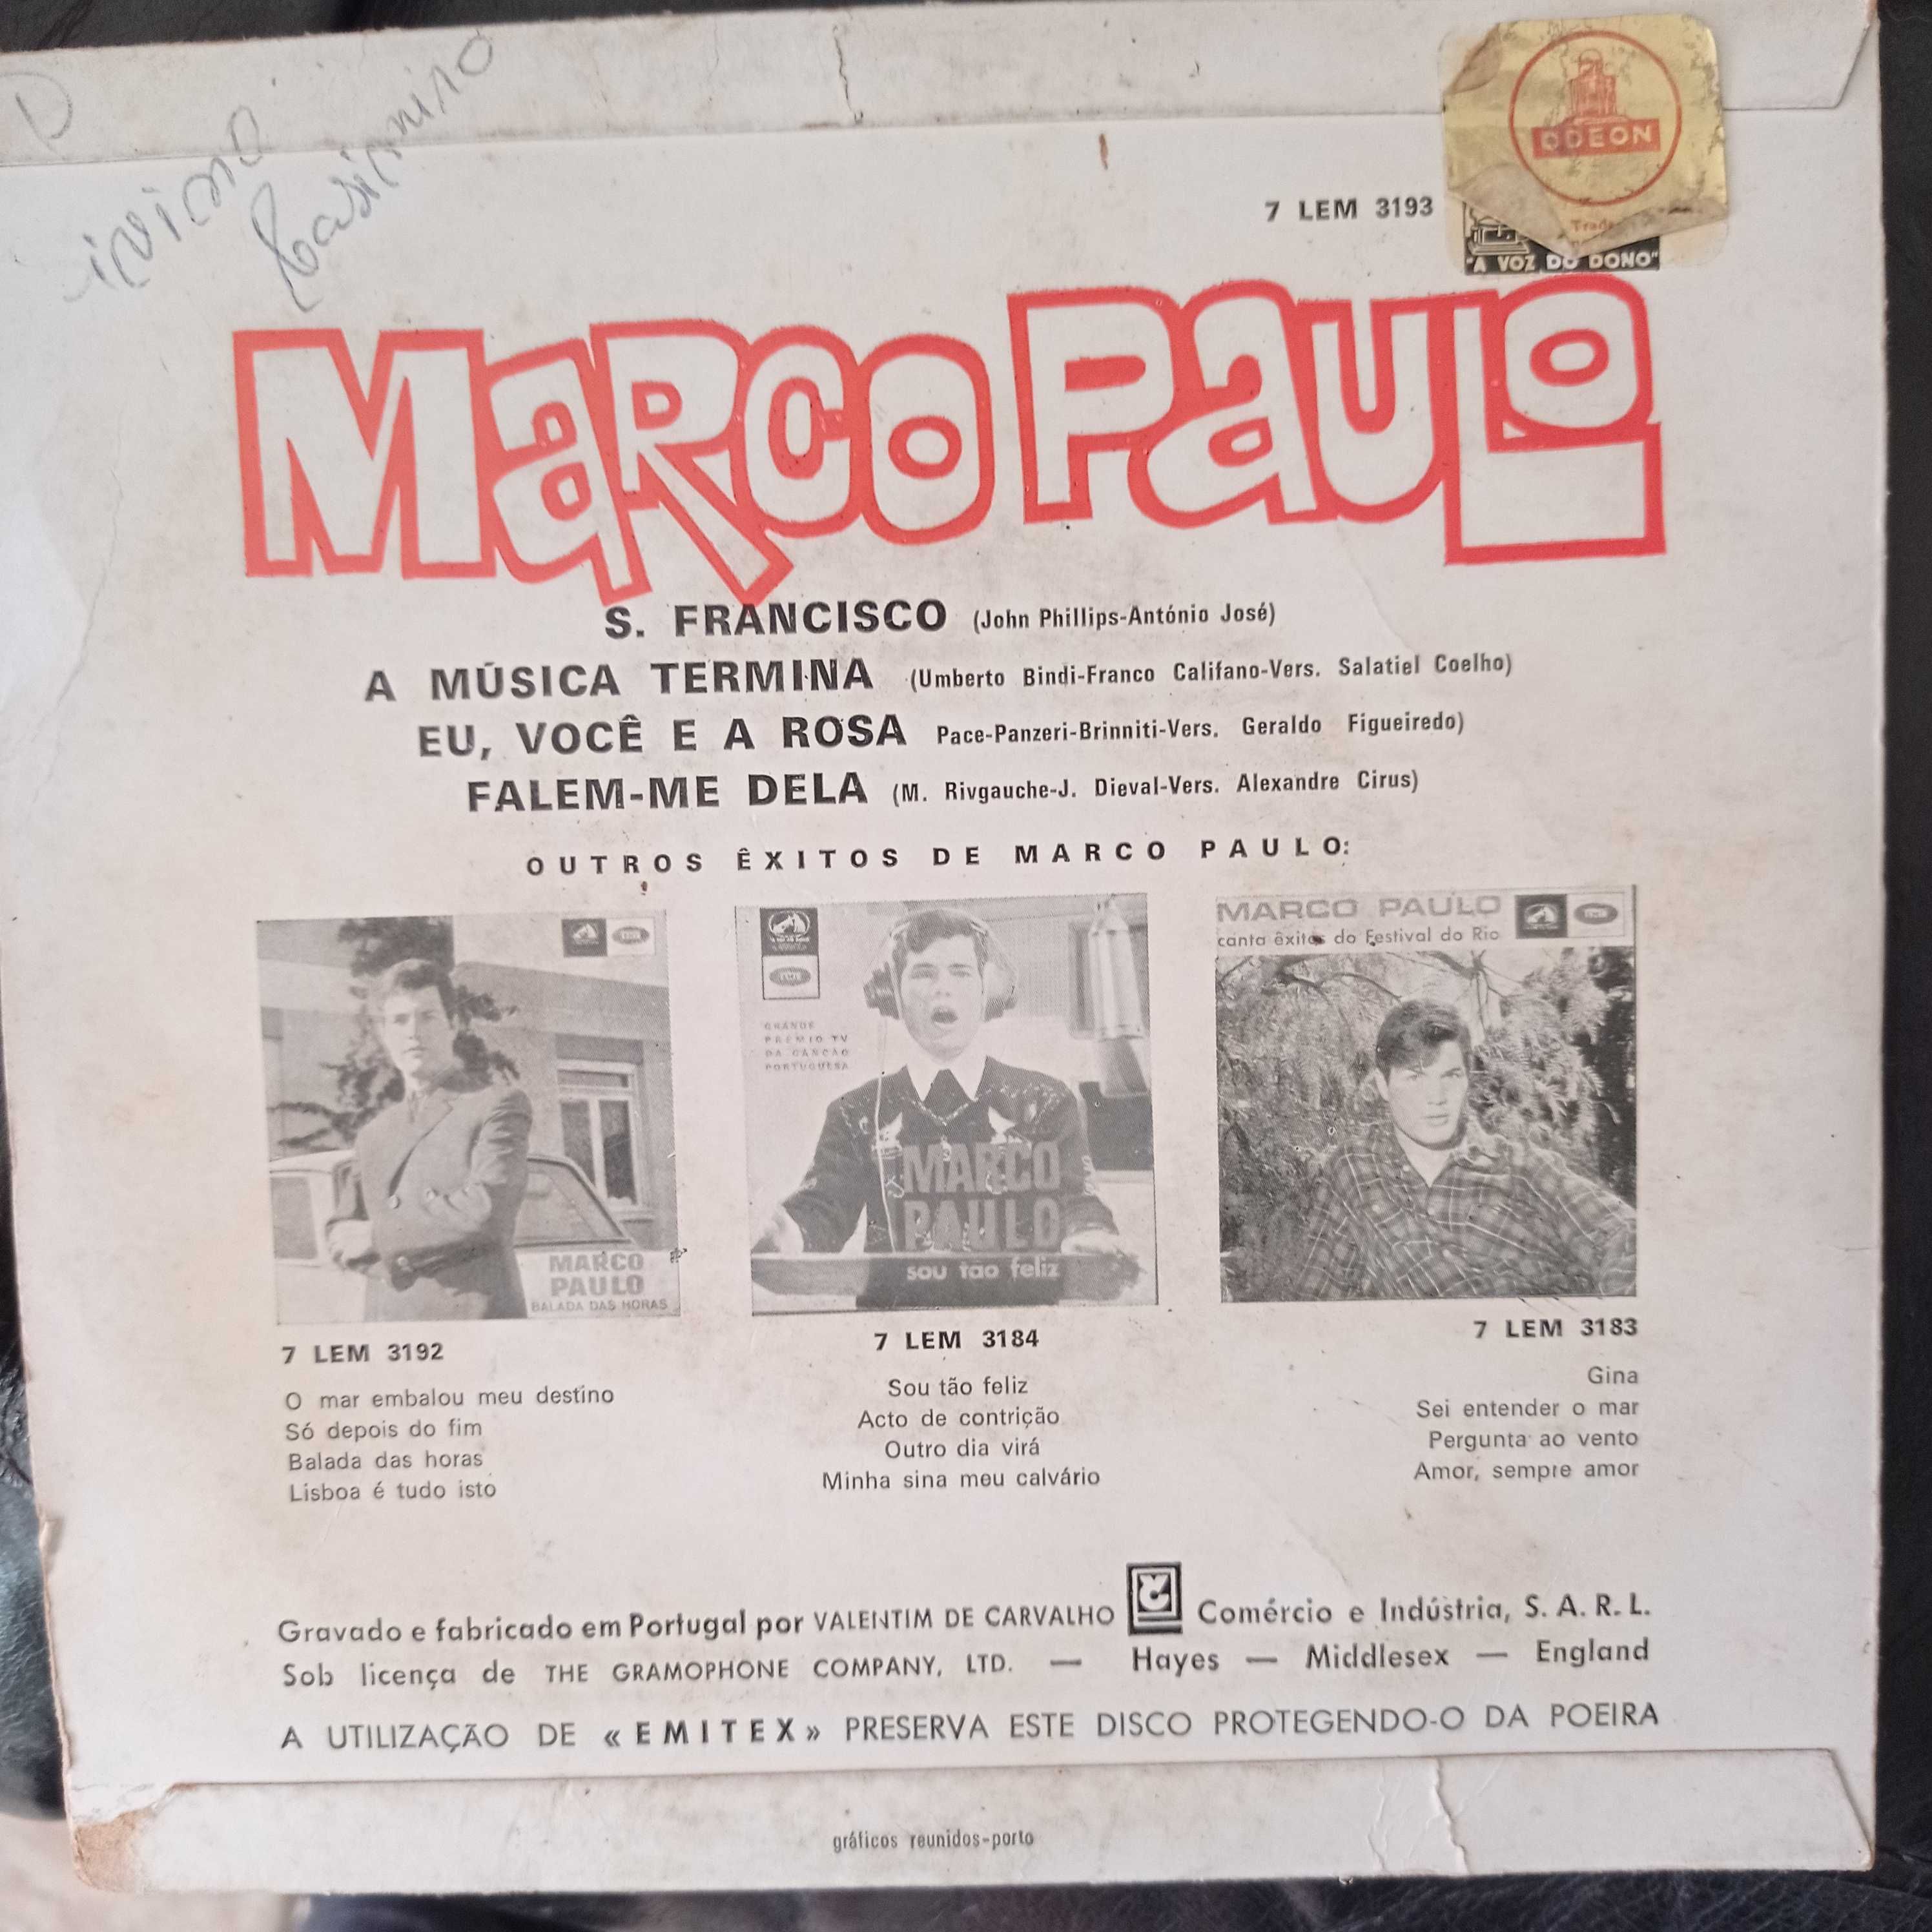 D
7 LEM 3193
ODEON
"A VOZ DO DONO"
MARCO PAULO
S. FRANCISCO (John Phillips-António José)
A MÚSICA TERMINA (Umberto Bindi-Franco Califano-Vers. Salatiel Coelho)
EU, VOCÊ E A ROSA Pace-Panzeri-Brinniti-Vers. Geraldo Figueiredo)
FALEM-ME DELA (M. Rivgauche-J. Dieval-Vers. Alexandre Cirus)
OUTROS ÊXITOS DE MARCO PAULO:
MARCO
PAULO
BALADA DAS HORAS
GRANDE
PRÉMIO TV
DA CANÇÃO
PORTUGUESA
MARCO
PAULO
sou tão feliz
MARCO PAULO
canta êxitos do Festival do Rio
7 LEM 3192
O mar embalou meu destino
Só depois do fim
Balada das horas
Lisboa é tudo isto
7 LEM 3184
Sou tão feliz
Acto de contrição
Outro dia virá
Minha sina meu calvário
7 LEM 3183
Gina
Sei entender o mar
Pergunta ao vento
Amor, sempre amor
Gravado e fabricado em Portugal por VALENTIM DE CARVALHO Comércio e Indústria, S. A. R. L.
Sob licença de THE GRAMOPHONE COMPANY, LTD. — Hayes — Middlesex — England
A UTILIZAÇÃO DE «EMITEX» PRESERVA ESTE DISCO PROTEGENDO-O DA POEIRA
gráficos reunidos-porto